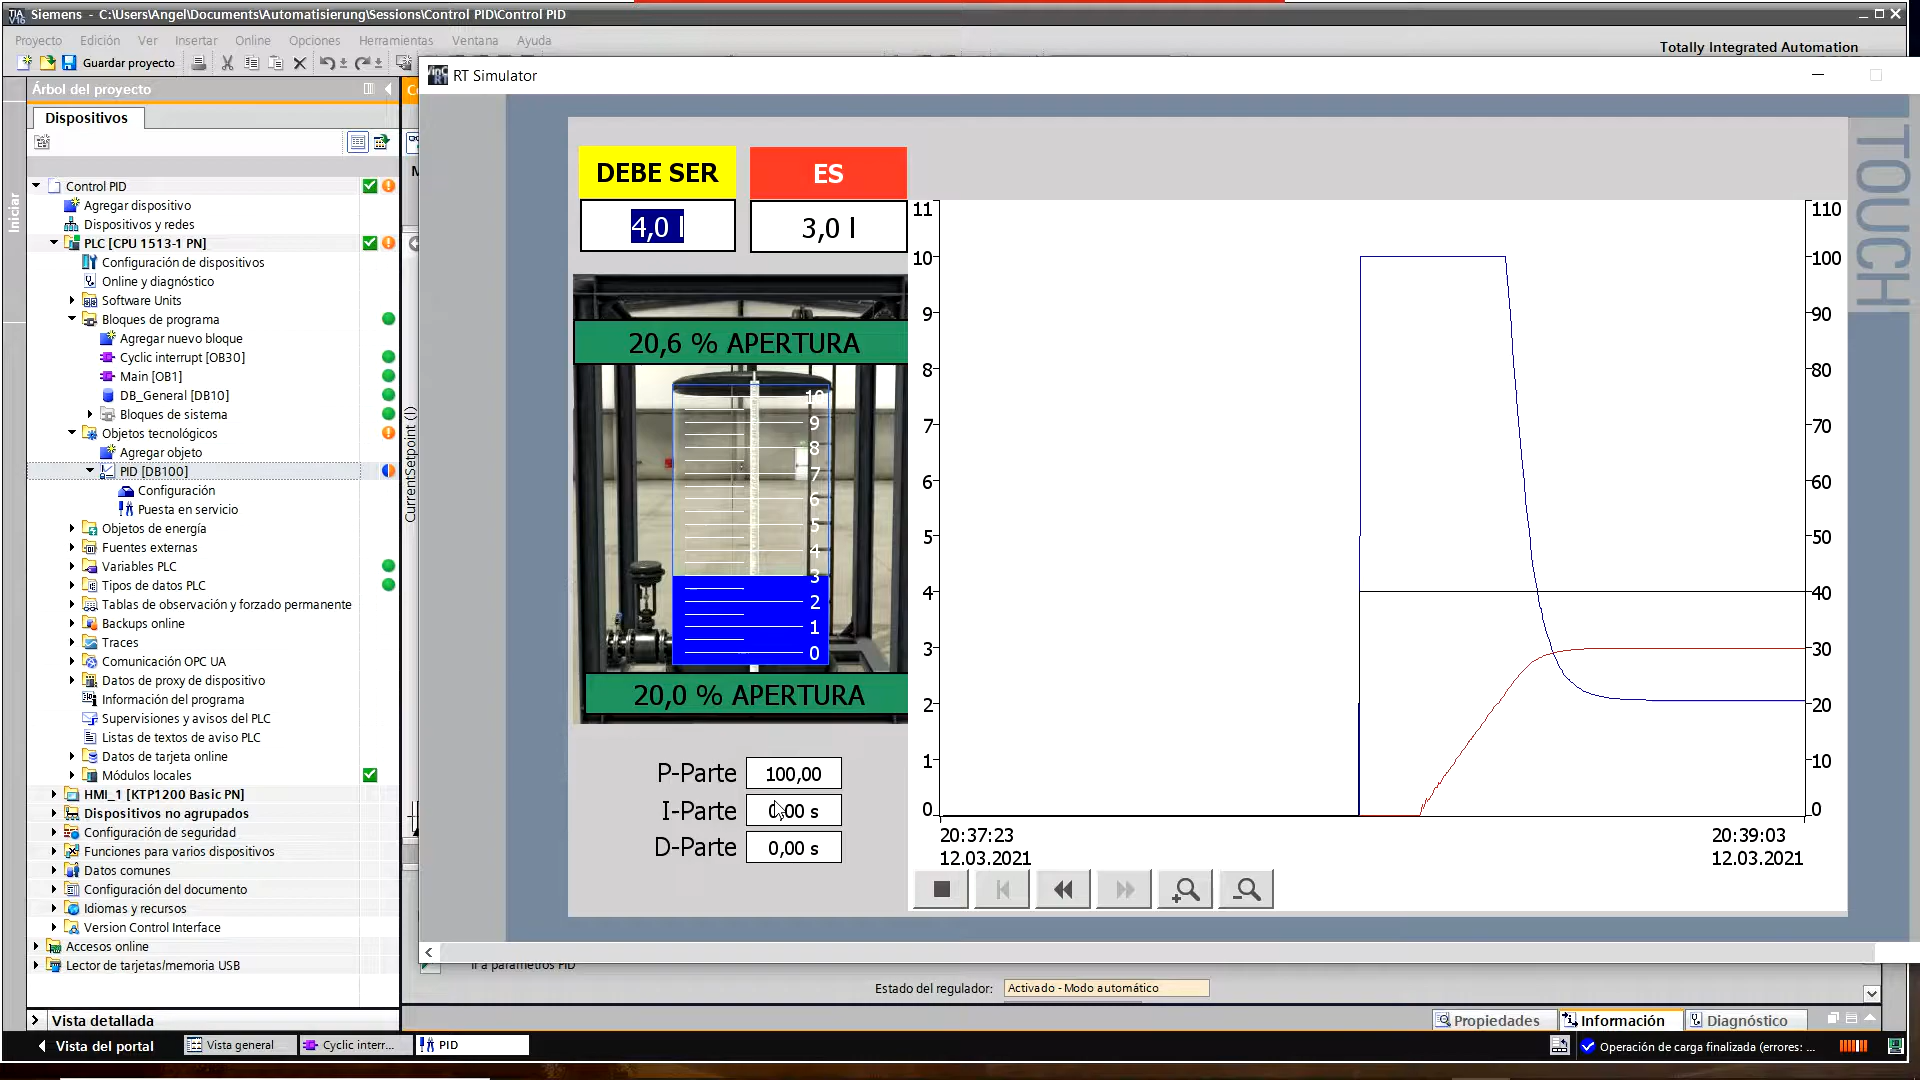 Siemens - C:\Users\Angel\Documents\Automatisierung\Sessions\Control PID\Control PID
Proyecto Edición Ver Insertar Online Opciones Herramientas Ventana Ayuda
Totally Integrated Automation
Guardar proyecto
Árbol del proyecto
Dispositivos
Iniciar
Control PID
Agregar dispositivo
Dispositivos y redes
PLC [CPU 1513-1 PN]
Configuración de dispositivos
Online y diagnóstico
Software Units
Bloques de programa
Agregar nuevo bloque
Cyclic interrupt [OB30]
Main [OB1]
DB_General [DB10]
Bloques de sistema
Objetos tecnológicos
Agregar objeto
PID [DB100]
Configuración
Puesta en servicio
Objetos de energía
Fuentes externas
Variables PLC
Tipos de datos PLC
Tablas de observación y forzado permanente
Backups online
Traces
Comunicación OPC UA
Datos de proxy de dispositivo
Información del programa
Supervisiones y avisos del PLC
Listas de textos de aviso PLC
Datos de tarjeta online
Módulos locales
HMI_1 [KTP1200 Basic PN]
Dispositivos no agrupados
Configuración de seguridad
Funciones para varios dispositivos
Datos comunes
Configuración del documento
Idiomas y recursos
Version Control Interface
Accesos online
Lector de tarjetas/memoria USB
Vista detallada
CurrentSetpoint (l)
RT Simulator
TOUCH
DEBE SER
ES
4,0 l
3,0 l
20,6 % APERTURA
10
9
8
7
6
5
4
3
2
1
0
20,0 % APERTURA
P-Parte 100,00
I-Parte 0,00 s
D-Parte 0,00 s
11
10
9
8
7
6
5
4
3
2
1
0
110
100
90
80
70
60
50
40
30
20
10
0
20:37:23
12.03.2021
20:39:03
12.03.2021
Ir a parámetros PID
Estado del regulador: Activado - Modo automático
Propiedades Información Diagnóstico
Vista del portal Vista general Cyclic interr... PID
Operación de carga finalizada (errores: ...